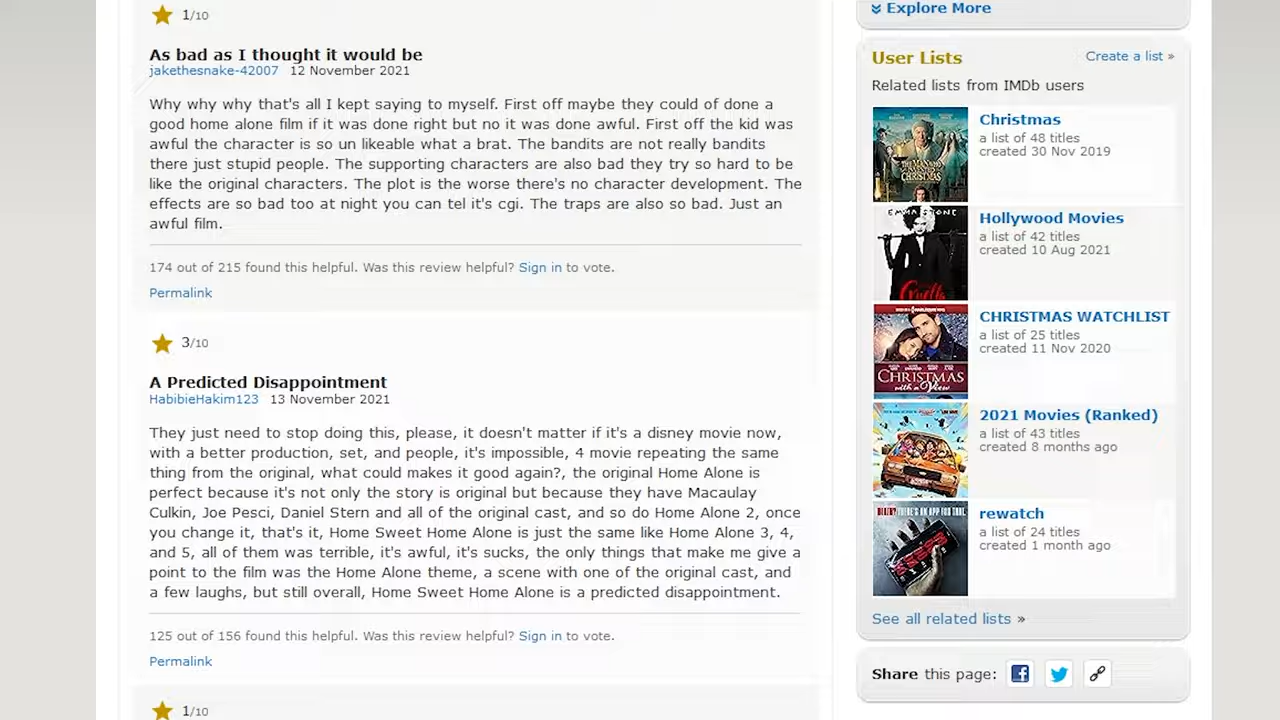 1/10
As bad as I thought it would be
jakethesnake-42007 12 November 2021
Why why why that's all I kept saying to myself. First off maybe they could of done a
good home alone film if it was done right but no it was done awful. First off the kid was
awful the character is so un likeable what a brat. The bandits are not really bandits
there just stupid people. The supporting characters are also bad they try so hard to be
like the original characters. The plot is the worse there's no character development. The
effects are so bad too at night you can tell it's cgi. The traps are also so bad. Just an
awful film.
174 out of 215 found this helpful. Was this review helpful? Sign in to vote.
Permalink
3/10
A Predicted Disappointment
HabibieHakim123 13 November 2021
They just need to stop doing this, please, it doesn't matter if it's a disney movie now,
with a better production, set, and people, it's impossible, 4 movie repeating the same
thing from the original, what could makes it good again?, the original Home Alone is
perfect because it's not only the story is original but because they have Macaulay
Culkin, Joe Pesci, Daniel Stern and all of the original cast, and so do Home Alone 2, once
you change it, that's it, Home Sweet Home Alone is just the same like Home Alone 3, 4,
and 5, all of them was terrible, it's awful, it's sucks, the only things that make me give a
point to the film was the Home Alone theme, a scene with one of the original cast, and
a few laughs, but still overall, Home Sweet Home Alone is a predicted disappointment.
125 out of 156 found this helpful. Was this review helpful? Sign in to vote.
Permalink
1/10
Explore More
User Lists
Create a list »
Related lists from IMDb users
Christmas
a list of 48 titles
created 30 Nov 2019
CHRISTMAS
EMMA STONE
Cruella
Hollywood Movies
a list of 42 titles
created 10 Aug 2021
CHRISTMAS
with a View
CHRISTMAS WATCHLIST
a list of 25 titles
created 11 Nov 2020
2021 Movies (Ranked)
a list of 43 titles
created 8 months ago
DEATH? THERE'S AN APP FOR THAT.
rewatch
a list of 24 titles
created 1 month ago
See all related lists »
Share this page: